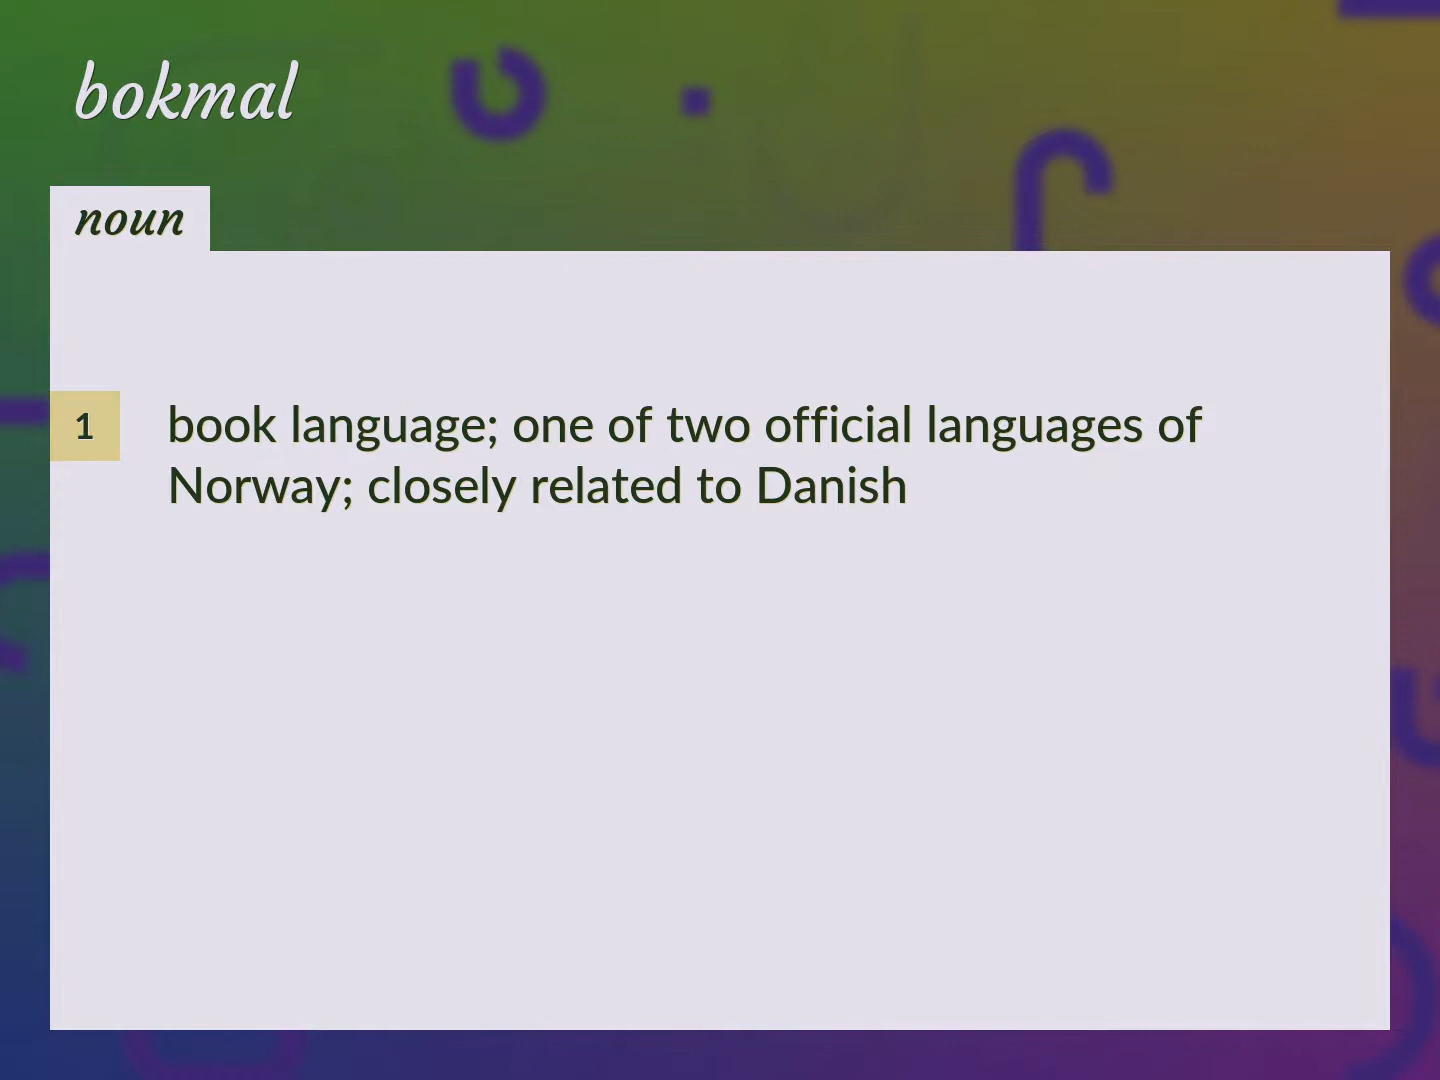 bokmal
noun
1
book language; one of two official languages of
Norway; closely related to Danish